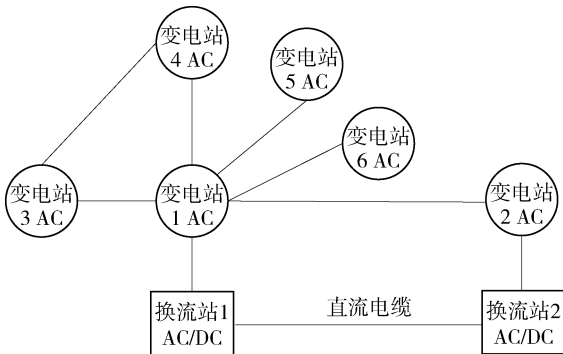 变电站
4 AC
变电站
5 AC
变电站
6 AC
变电站
3 AC
变电站
1 AC
变电站
2 AC
换流站1
AC/DC
直流电缆
换流站2
AC/DC